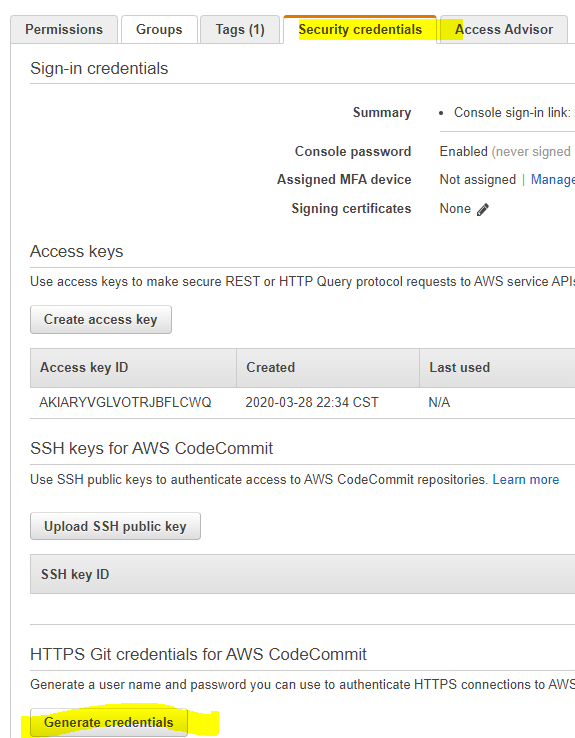 Permissions Groups Tags (1) Security credentials Access Advisor
Sign-in credentials
Summary • Console sign-in link:
Console password Enabled (never signed
Assigned MFA device Not assigned | Manage
Signing certificates None
Access keys
Use access keys to make secure REST or HTTP Query protocol requests to AWS service APIs
Create access key
Access key ID Created Last used
AKIARYVGLVOTRJBFLCWQ 2020-03-28 22:34 CST N/A
SSH keys for AWS CodeCommit
Use SSH public keys to authenticate access to AWS CodeCommit repositories. Learn more
Upload SSH public key
SSH key ID
HTTPS Git credentials for AWS CodeCommit
Generate a user name and password you can use to authenticate HTTPS connections to AWS
Generate credentials